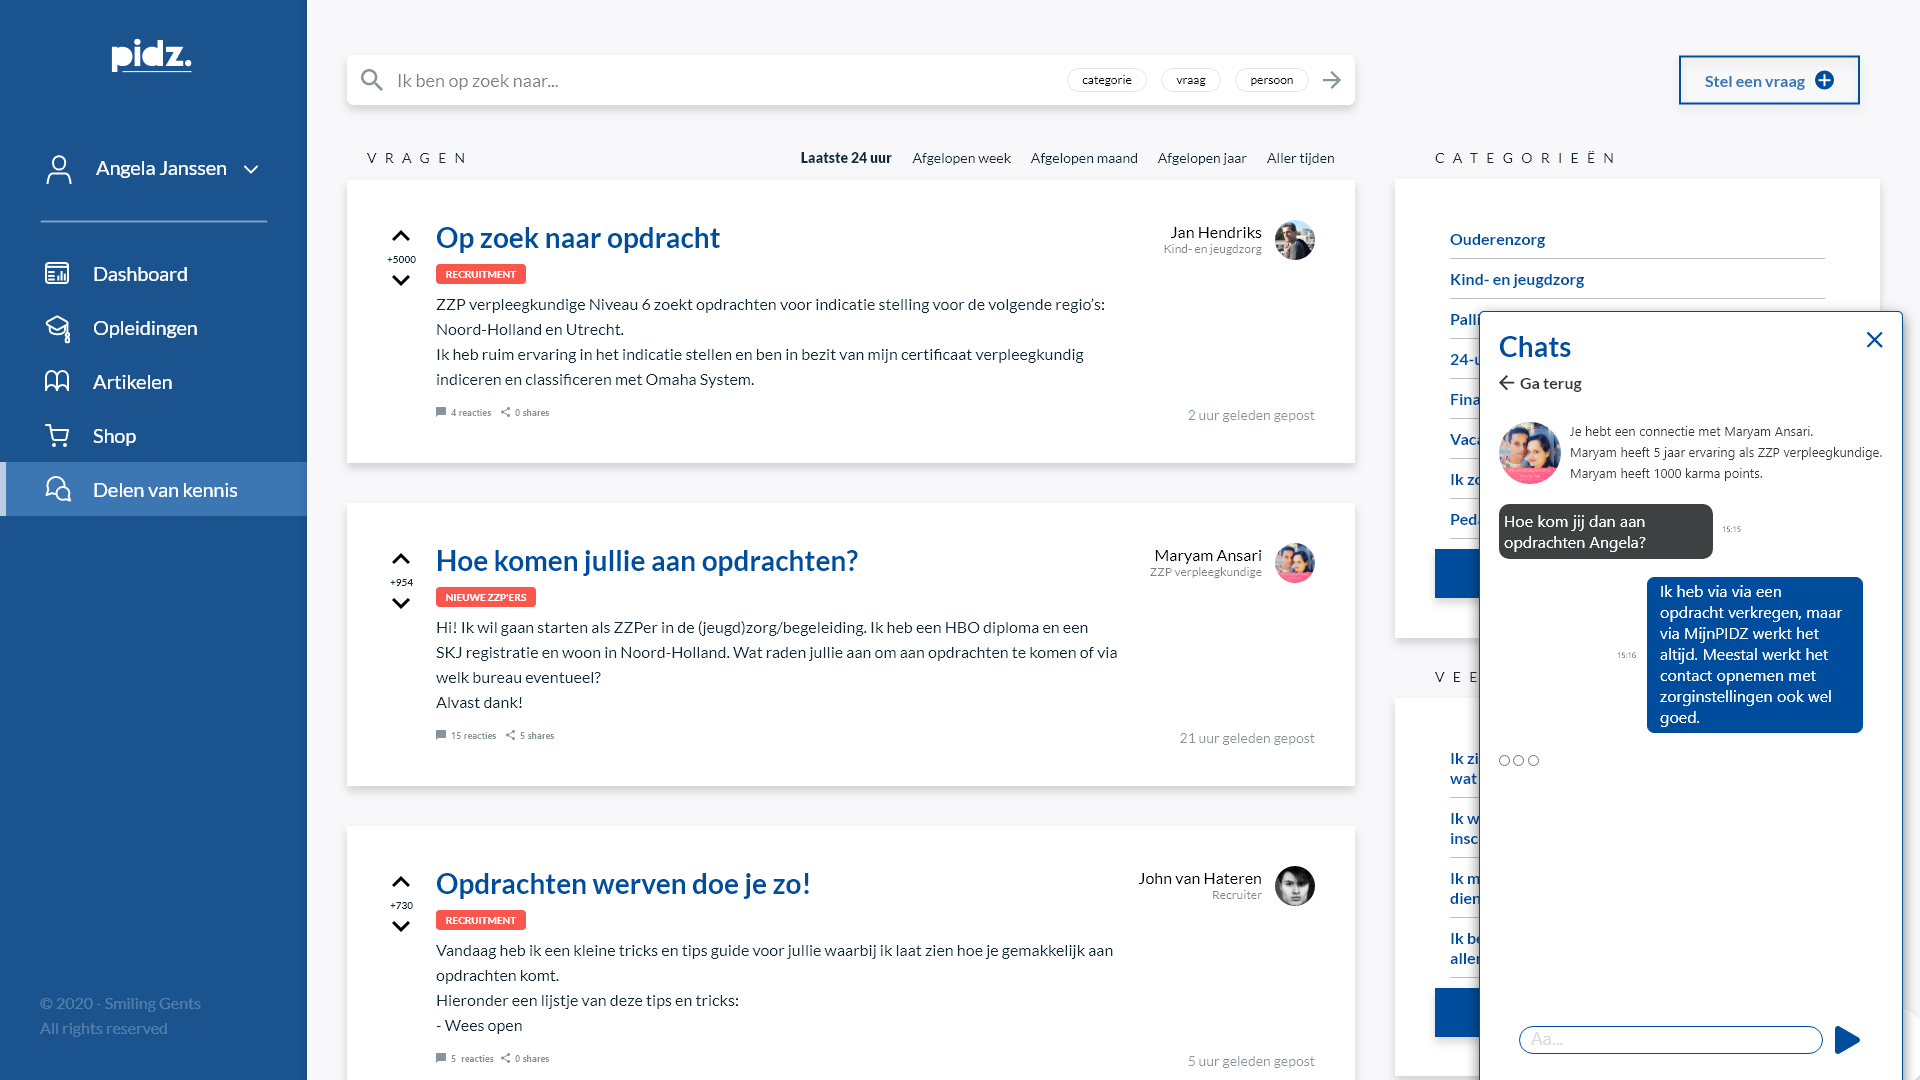 pidz.
Angela Janssen
Dashboard
Opleidingen
Artikelen
Shop
Delen van kennis
© 2020 - Smiling Gents
All rights reserved
Ik ben op zoek naar...
categorie
vraag
persoon
Stel een vraag
VRAGEN
Laatste 24 uur
Afgelopen week
Afgelopen maand
Afgelopen jaar
Aller tijden
Op zoek naar opdracht
Jan Hendriks
Kind- en jeugdzorg
+5000
RECRUITMENT
ZZP verpleegkundige Niveau 6 zoekt opdrachten voor indicatie stelling voor de volgende regio's:
Noord-Holland en Utrecht.
Ik heb ruim ervaring in het indicatie stellen en ben in bezit van mijn certificaat verpleegkundig
indiceren en classificeren met Omaha System.
4 reacties
0 shares
2 uur geleden gepost
Hoe komen jullie aan opdrachten?
Maryam Ansari
ZZP verpleegkundige
+954
NIEUWE ZZP'ERS
Hi! Ik wil gaan starten als ZZPer in de (jeugd)zorg/begeleiding. Ik heb een HBO diploma en een
SKJ registratie en woon in Noord-Holland. Wat raden jullie aan om aan opdrachten te komen of via
welk bureau eventueel?
Alvast dank!
15 reacties
5 shares
21 uur geleden gepost
Opdrachten werven doe je zo!
John van Hateren
Recruiter
+730
RECRUITMENT
Vandaag heb ik een kleine tricks en tips guide voor jullie waarbij ik laat zien hoe je gemakkelijk aan
opdrachten komt.
Hieronder een lijstje van deze tips en tricks:
- Wees open
5 reacties
0 shares
5 uur geleden gepost
CATEGORIEËN
Ouderenzorg
Kind- en jeugdzorg
Palli
24-u
Fina
Vaca
Ik zo
Peda
VEE
Ik zi
wat
Ik w
insc
Ik m
dien
Ik be
aller
Chats
Ga terug
Je hebt een connectie met Maryam Ansari.
Maryam heeft 5 jaar ervaring als ZZP verpleegkundige.
Maryam heeft 1000 karma points.
Hoe kom jij dan aan
opdrachten Angela?
15:15
Ik heb via via een
opdracht verkregen, maar
via MijnPIDZ werkt het
altijd. Meestal werkt het
contact opnemen met
zorginstellingen ook wel
goed.
15:16
Aa...